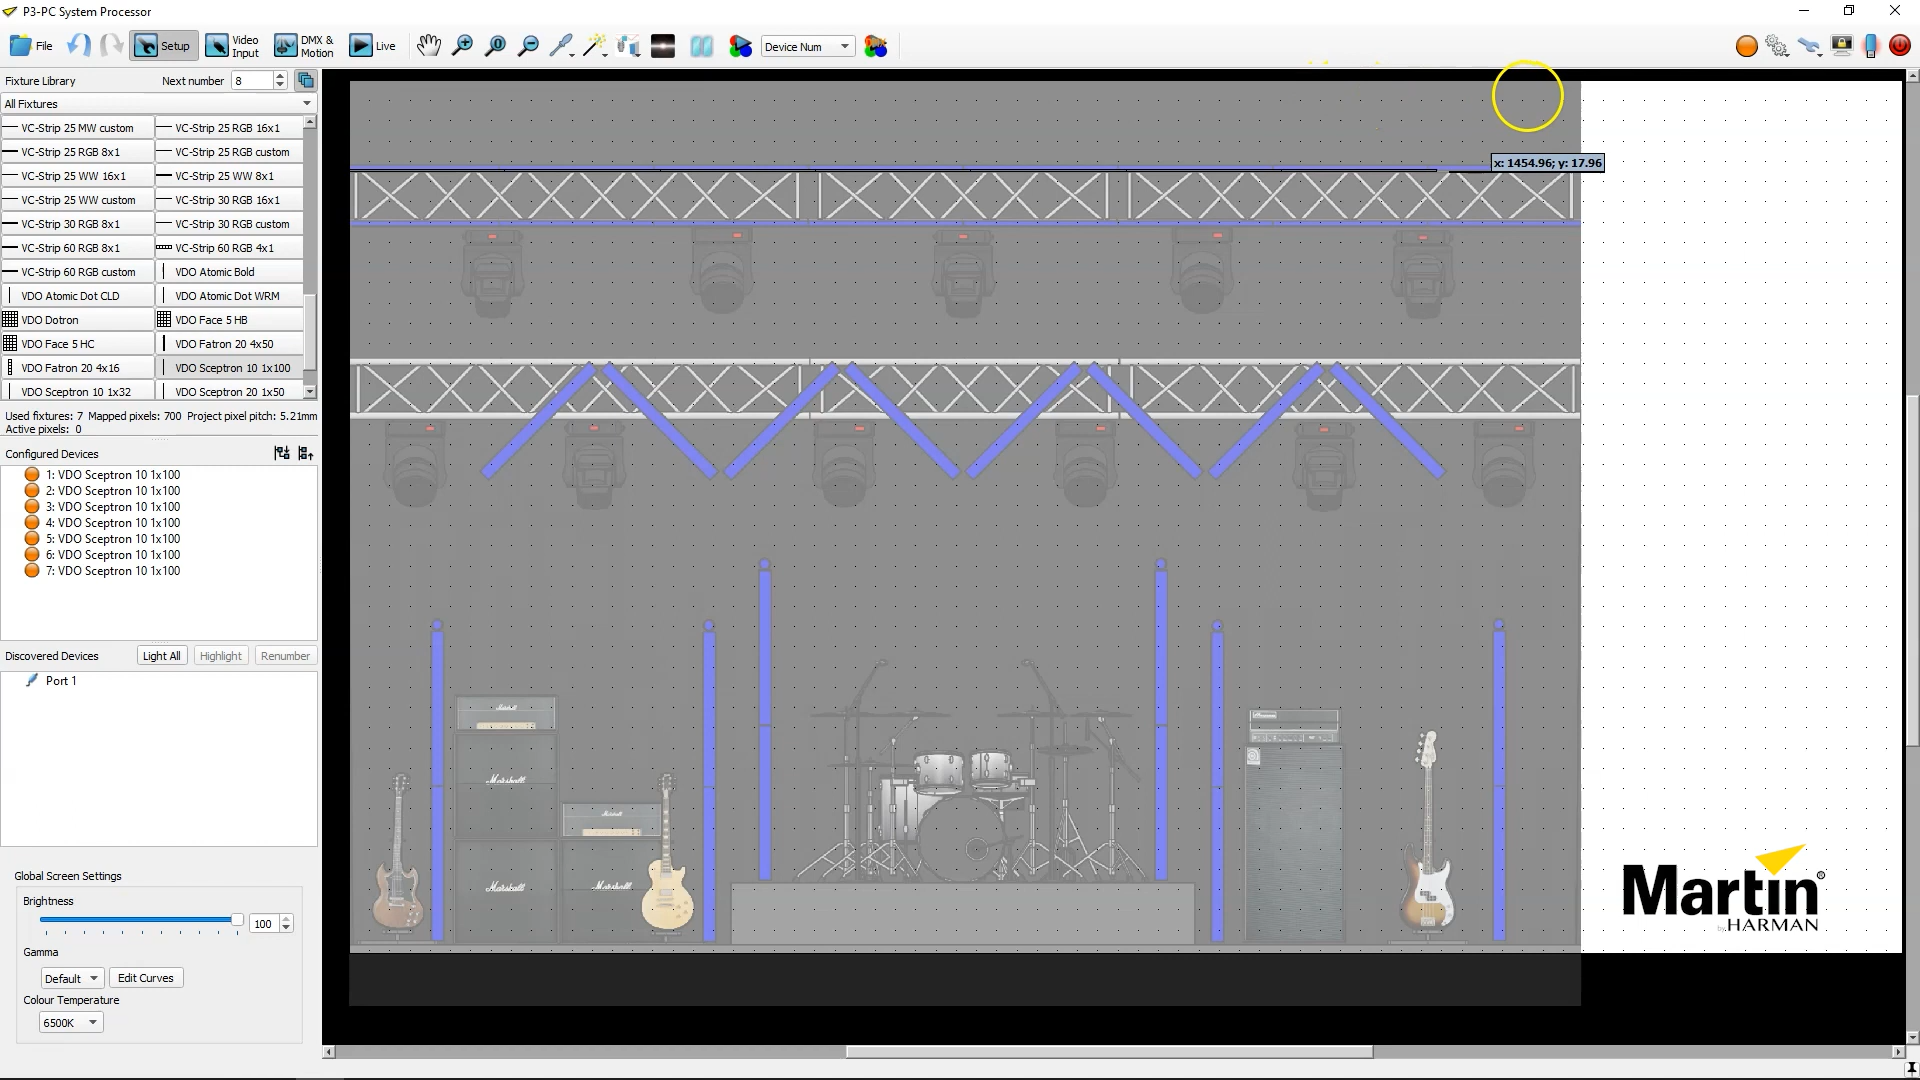 P3-PC System Processor
File
Setup
Video Input
DMX & Motion
Live
Device Num
Fixture Library
Next number 8
All Fixtures
VC-Strip 25 MW custom
VC-Strip 25 RGB 16x1
VC-Strip 25 RGB 8x1
VC-Strip 25 RGB custom
VC-Strip 25 WW 16x1
VC-Strip 25 WW 8x1
VC-Strip 25 WW custom
VC-Strip 30 RGB 16x1
VC-Strip 30 RGB 8x1
VC-Strip 30 RGB custom
VC-Strip 60 RGB 8x1
VC-Strip 60 RGB 4x1
VC-Strip 60 RGB custom
VDO Atomic Bold
VDO Atomic Dot CLD
VDO Atomic Dot WRM
VDO Dotron
VDO Face 5 HB
VDO Face 5 HC
VDO Fatron 20 4x50
VDO Fatron 20 4x16
VDO Sceptron 10 1x100
VDO Sceptron 10 1x32
VDO Sceptron 20 1x50
Used fixtures: 7 Mapped pixels: 700 Project pixel pitch: 5.21mm
Active pixels: 0
Configured Devices
1: VDO Sceptron 10 1x100
2: VDO Sceptron 10 1x100
3: VDO Sceptron 10 1x100
4: VDO Sceptron 10 1x100
5: VDO Sceptron 10 1x100
6: VDO Sceptron 10 1x100
7: VDO Sceptron 10 1x100
Discovered Devices
Light All
Highlight
Renumber
Port 1
Global Screen Settings
Brightness
100
Gamma
Default
Edit Curves
Colour Temperature
6500K
x: 1454.96; y: 17.96
Marshall
Marshall
Marshall
Marshall
Marshall
Martin®
by HARMAN